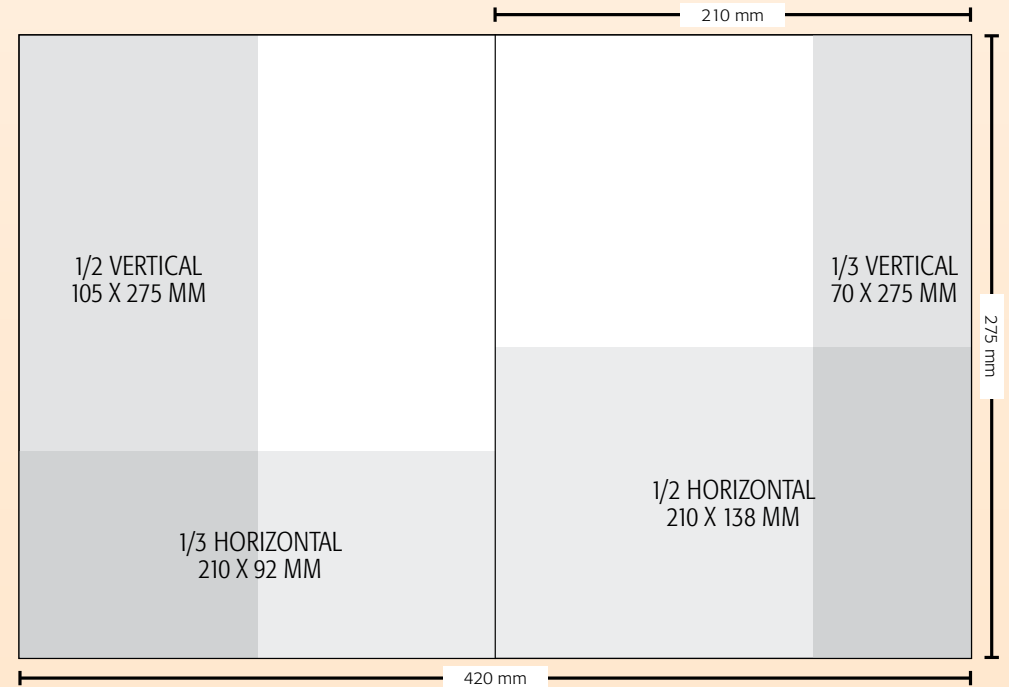 210 mm
1/2 VERTICAL
105 X 275 MM
1/3 VERTICAL
70 X 275 MM
275 mm
1/2 HORIZONTAL
210 X 138 MM
1/3 HORIZONTAL
210 X 92 MM
420 mm